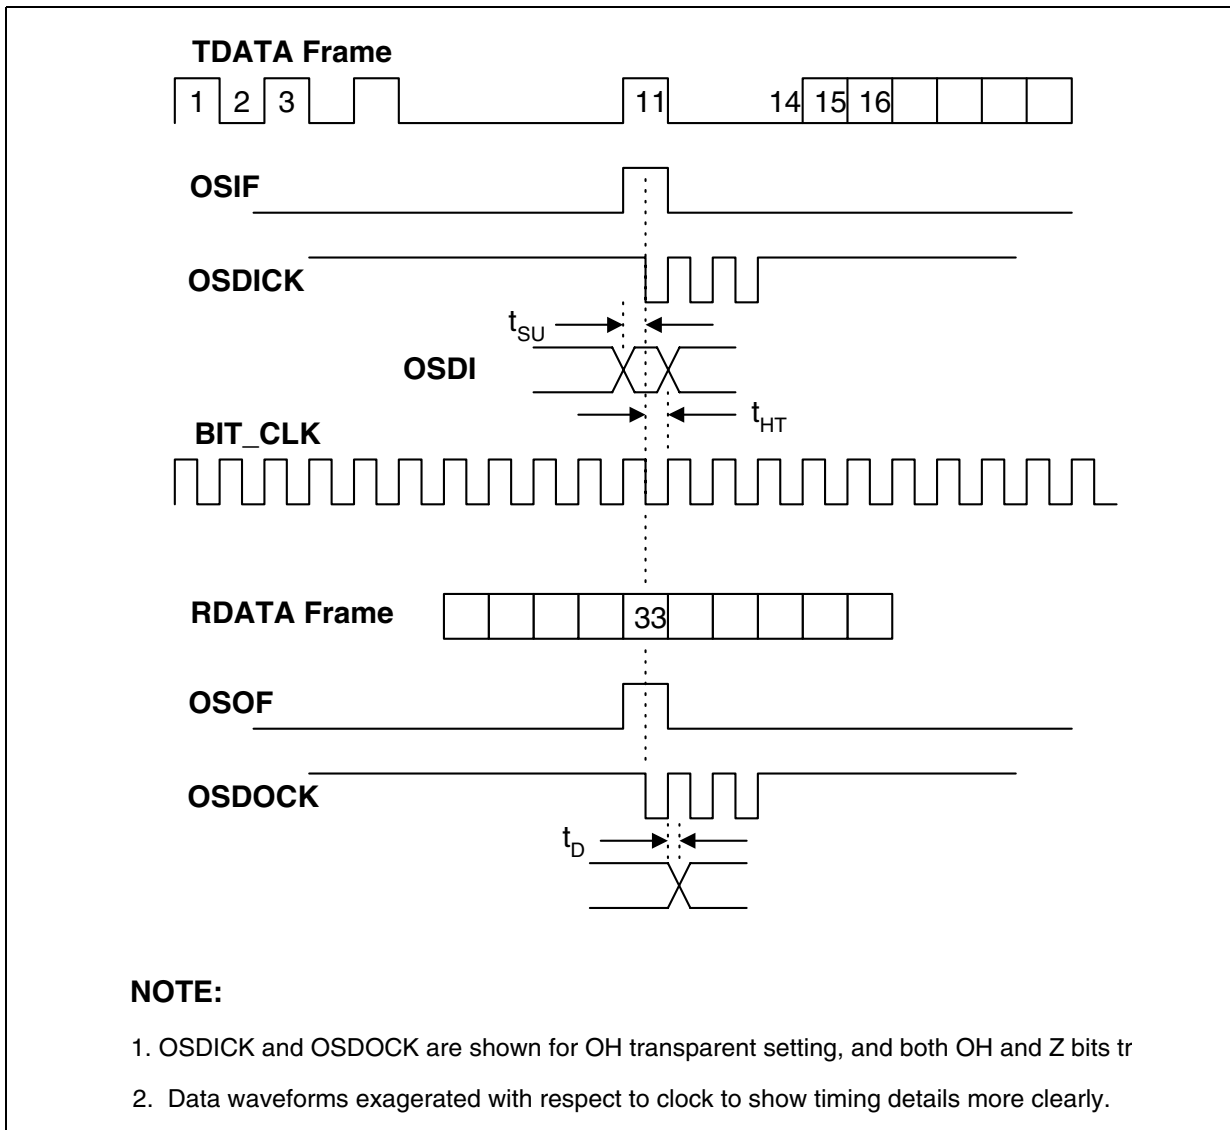 TDATA Frame
1 2 3 11 14 15 16
OSIF
OSDICK
tSU
OSDI
tHT
BIT_CLK
RDATA Frame
33
OSOF
OSDOCK
tD
NOTE:
1. OSDICK and OSDOCK are shown for OH transparent setting, and both OH and Z bits tr
2. Data waveforms exagerated with respect to clock to show timing details more clearly.